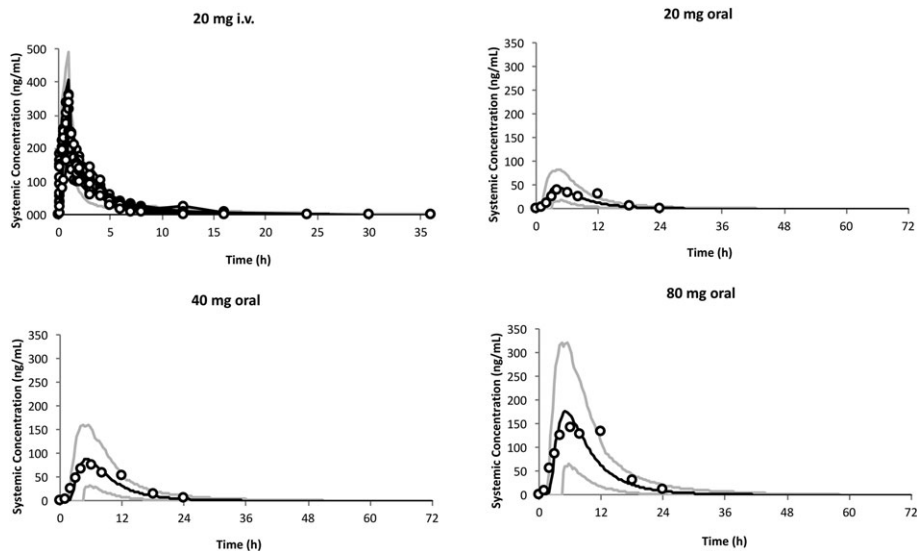 20 mg i.v.
Systemic Concentration (ng/mL)
500
400
300
200
100
000
0 5 10 15 20 25 30 35
Time (h)
20 mg oral
Systemic Concentration (ng/mL)
350
300
250
200
150
100
50
0
0 12 24 36 48 60 72
Time (h)
40 mg oral
Systemic Concentration (ng/mL)
350
300
250
200
150
100
50
0
0 12 24 36 48 60 72
Time (h)
80 mg oral
Systemic Concentration (ng/mL)
350
300
250
200
150
100
50
0
0 12 24 36 48 60 72
Time (h)